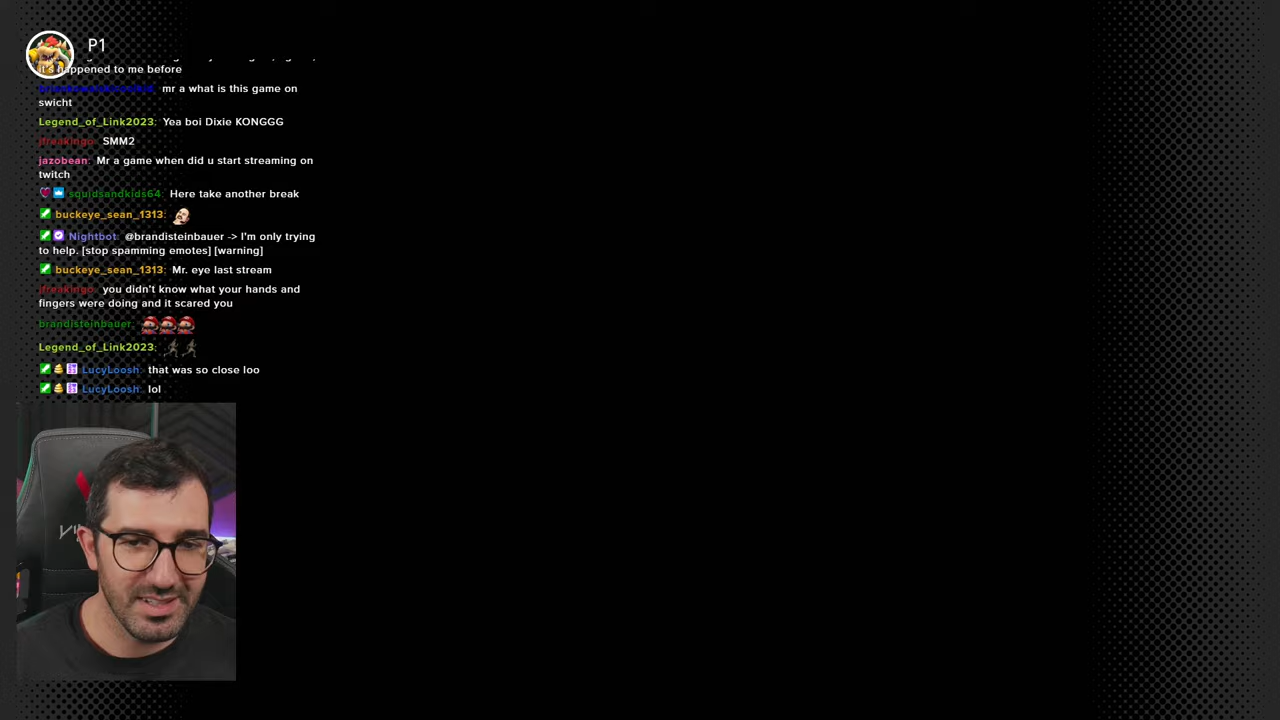 P1
it's happened to me before
mr a what is this game on
swicht
Legend_of_Link2023: Yea boi Dixie KONGGG
jfreakingo: SMM2
jazobean: Mr a game when did u start streaming on
twitch
squidsandkids64: Here take another break
buckeye_sean_1313:
Nightbot: @brandisteinbauer -> I'm only trying
to help. [stop spamming emotes] [warning]
buckeye_sean_1313: Mr. eye last stream
jfreakingo: you didn't know what your hands and
fingers were doing and it scared you
brandisteinbauer:
Legend_of_Link2023:
LucyLoosh: that was so close loo
LucyLoosh: lol